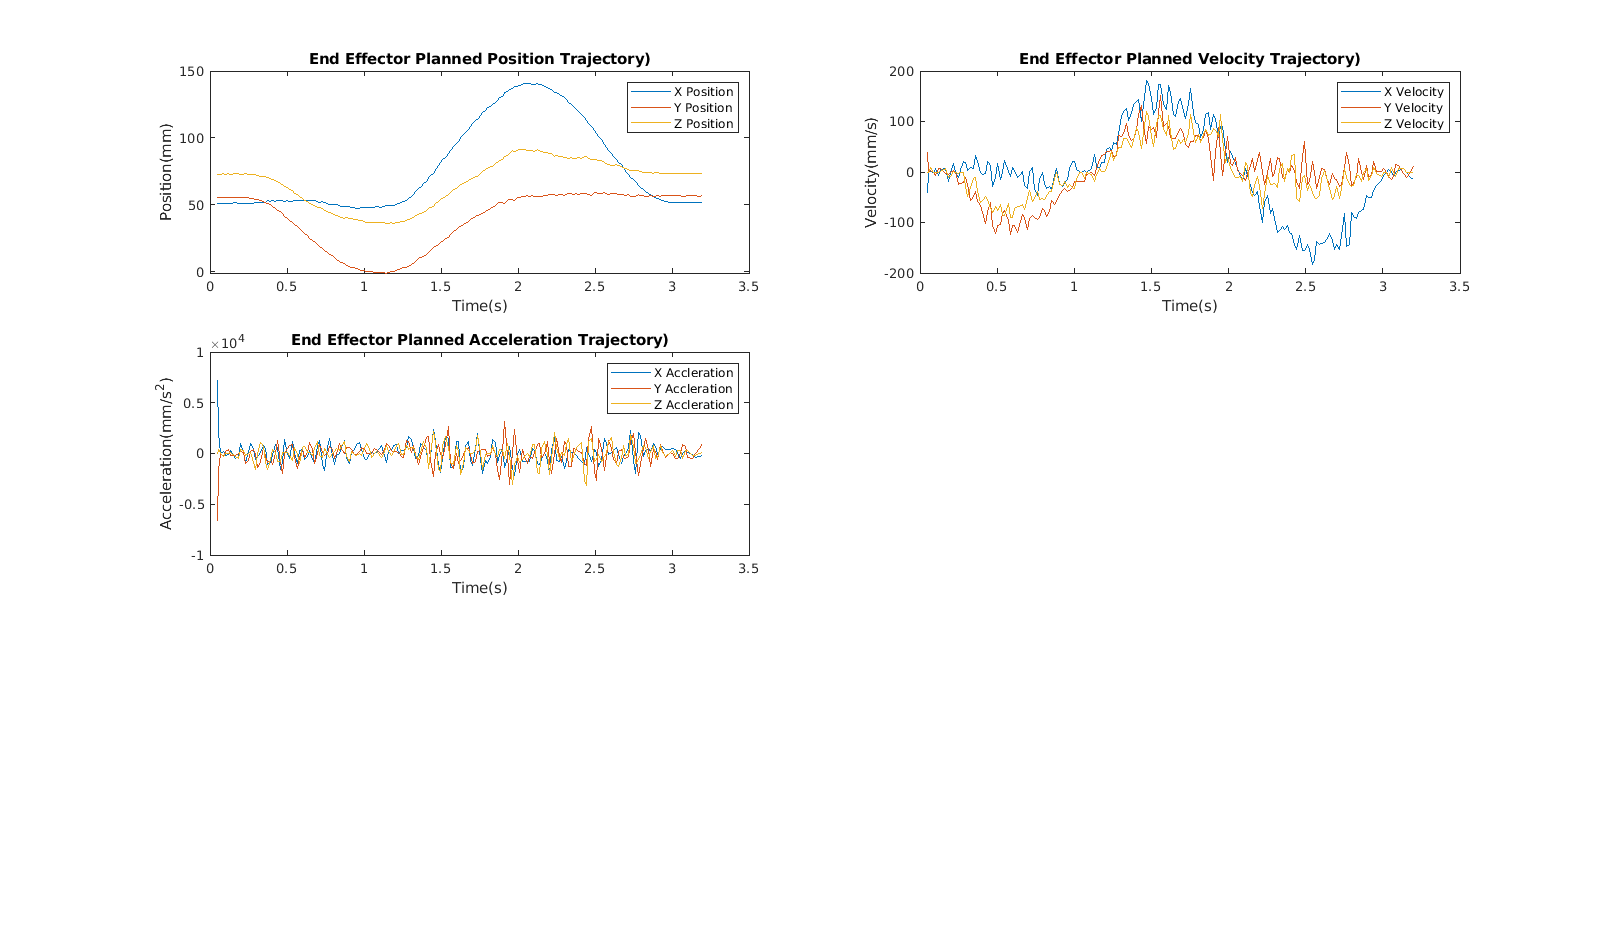 End Effector Planned Position Trajectory)
150
100
50
0
Position(mm)
X Position
Y Position
Z Position
0 0.5 1 1.5 2 2.5 3 3.5
Time(s)
End Effector Planned Velocity Trajectory)
200
100
0
-100
-200
Velocity(mm/s)
X Velocity
Y Velocity
Z Velocity
0 0.5 1 1.5 2 2.5 3 3.5
Time(s)
End Effector Planned Acceleration Trajectory)
×10⁴
1
0.5
0
-0.5
-1
Acceleration(mm/s²)
X Accleration
Y Accleration
Z Accleration
0 0.5 1 1.5 2 2.5 3 3.5
Time(s)